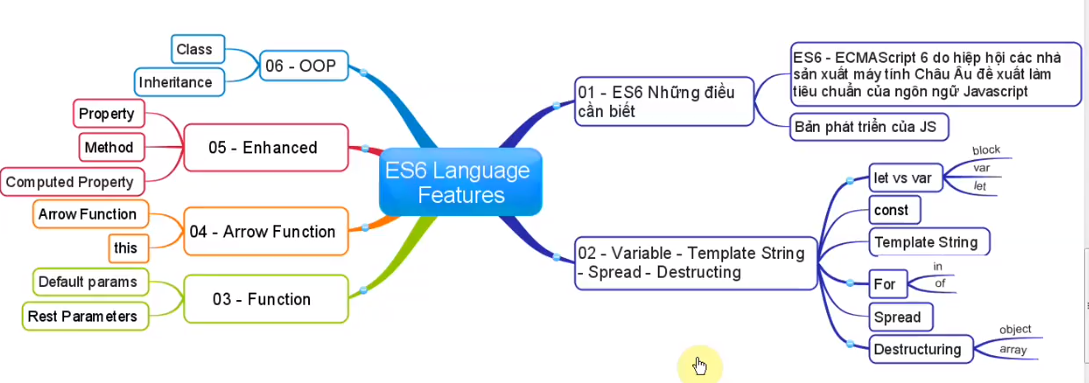 ES6 Language
Features
01 - ES6 Những điều
cần biết
ES6 - ECMAScript 6 do hiệp hội các nhà
sản xuất máy tính Châu Âu đề xuất làm
tiêu chuẩn của ngôn ngữ Javascript
Bản phát triển của JS
02 - Variable - Template String
- Spread - Destructing
let vs var
block
var
let
const
Template String
For
in
of
Spread
Destructuring
object
array
03 - Function
Default params
Rest Parameters
04 - Arrow Function
Arrow Function
this
05 - Enhanced
Property
Method
Computed Property
06 - OOP
Class
Inheritance